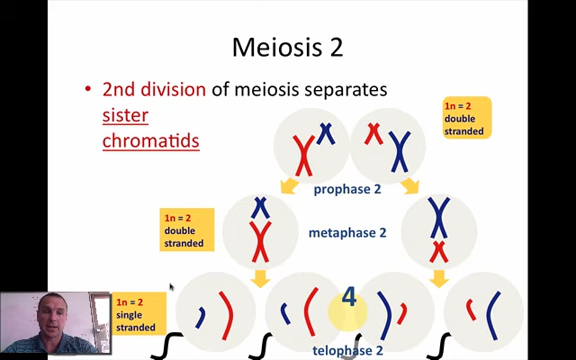 Meiosis 2
• 2nd division of meiosis separates
sister
chromatids
1n = 2
double
stranded
prophase 2
1n = 2
double
stranded
metaphase 2
1n = 2
single
stranded
4
telophase 2